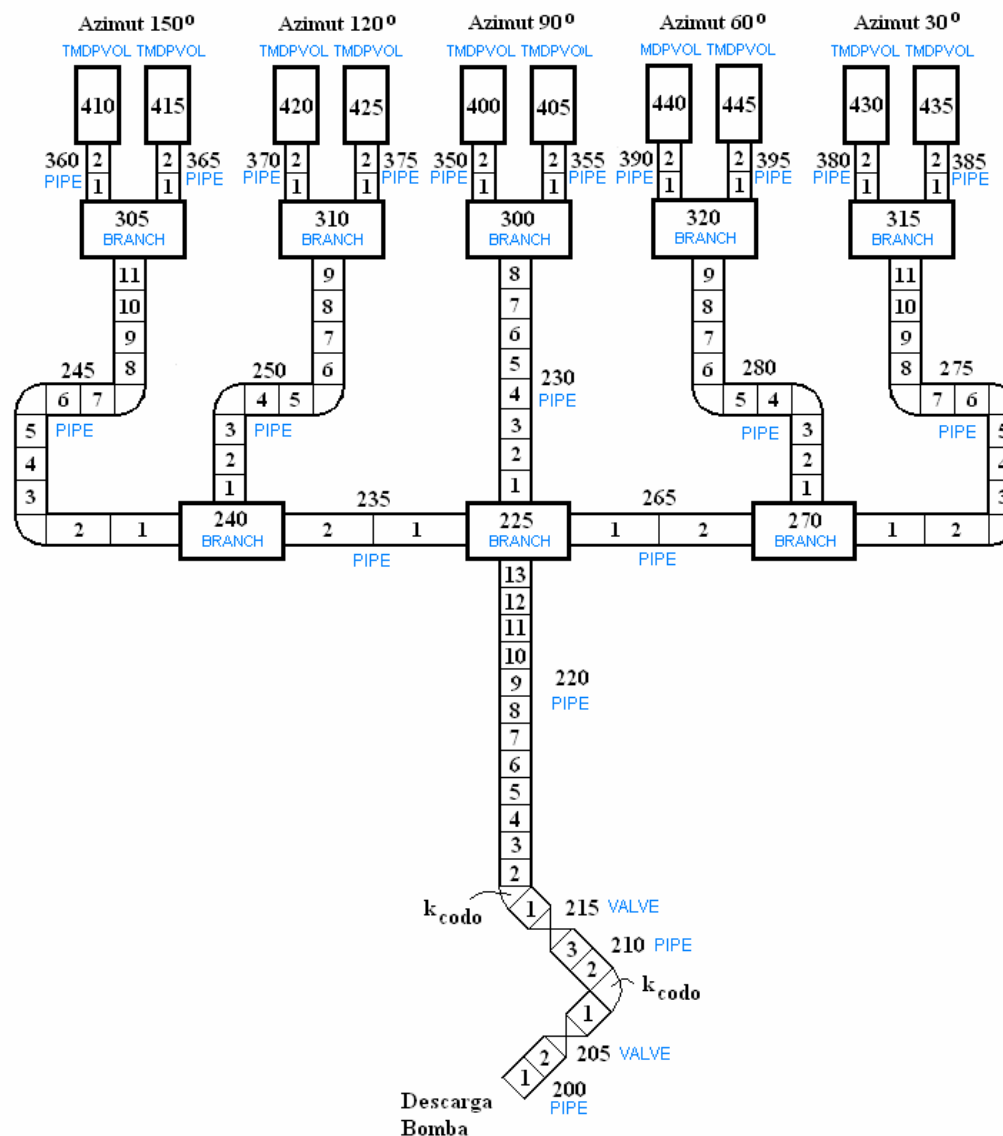 Azimut 150º Azimut 120º Azimut 90º Azimut 60º Azimut 30º
TMDPVOL TMDPVOL TMDPVOL TMDPVOL TMDPVOL TMDPVOL MDPVOL TMDPVOL TMDPVOL TMDPVOL
410 415 420 425 400 405 440 445 430 435
360 2 2 365 370 2 2 375 350 2 2 355 390 2 2 395 380 2 2 385
PIPE 1 1 PIPE PIPE 1 1 PIPE PIPE 1 1 PIPE PIPE 1 1 PIPE PIPE 1 1 PIPE
305 310 300 320 315
BRANCH BRANCH BRANCH BRANCH BRANCH
11 9 8 9 11
10 8 7 8 10
9 7 6 7 9
8 6 5 6 8
245 250 230 280 275
6 7 4 5 4 5 4 7 6
PIPE PIPE PIPE PIPE PIPE
5 3 3 3 5
4 2 2 2 4
3 1 1 1 3
235 265
2 1 240 2 1 225 1 2 270 1 2
BRANCH BRANCH BRANCH
PIPE PIPE
13
12
11
10
9 220
8 PIPE
7
6
5
4
3
2
k codo 1 215 VALVE
3 210 PIPE
2
k codo
1
2 205 VALVE
1 200
PIPE
Descarga
Bomba